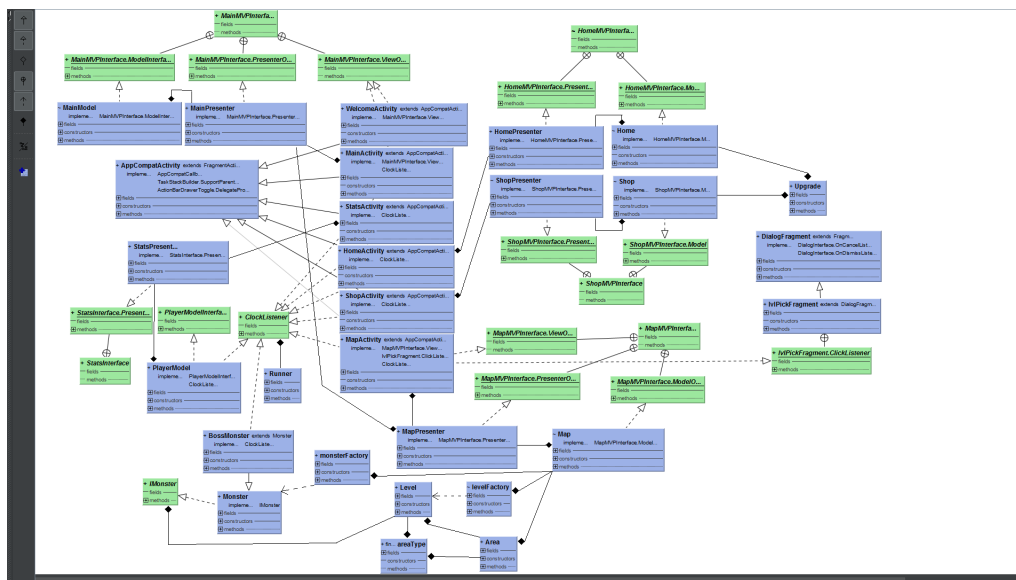 + MainMVPInterfa...
fields
methods
~ HomeMVPInterfa...
fields
methods
+ MainMVPInterface.ModelInterfa...
fields
methods
+ MainMVPInterface.PresenterO...
fields
methods
+ MainMVPInterface.ViewO...
fields
methods
+ HomeMVPInterface.Present...
fields
methods
+ HomeMVPInterface.Mo...
fields
methods
~ MainModel
impleme... MainMVPInterface.ModelInter...
fields
constructors
methods
+ MainPresenter
impleme... MainMVPInterface.Presenter...
fields
constructors
methods
+ WelcomeActivity extends AppCompatActi...
impleme... MainMVPInterface.View...
fields
constructors
methods
+ HomePresenter
impleme... HomeMVPInterface.Prese...
fields
constructors
methods
~ Home
impleme... HomeMVPInterface.M...
fields
constructors
methods
+ MainActivity extends AppCompatActi...
impleme... MainMVPInterface.View...
ClockListe...
fields
constructors
methods
+ AppCompatActivity extends FragmentActi...
impleme... AppCompatCallb...
TaskStackBuilder.SupportParent...
ActionBarDrawerToggle.DelegatePro...
fields
constructors
methods
+ ShopPresenter
impleme... ShopMVPInterface.Prese...
fields
constructors
methods
~ Shop
impleme... ShopMVPInterface.M...
fields
constructors
methods
+ Upgrade
fields
constructors
methods
+ StatsActivity extends AppCompatActi...
impleme... ClockListe...
fields
constructors
methods
+ StatsPresent...
impleme... StatsInterface.Presen...
fields
constructors
methods
+ HomeActivity extends AppCompatActi...
impleme... ClockListe...
fields
constructors
methods
+ ShopMVPInterface.Present...
fields
methods
+ ShopMVPInterface.Model
fields
methods
+ DialogFragment extends Fragm...
impleme... DialogInterface.OnCancelList...
DialogInterface.OnDismissListe...
fields
constructors
methods
+ ShopMVPInterface
fields
methods
+ ShopActivity extends AppCompatActi...
impleme... ClockListe...
fields
constructors
methods
+ lvlPickFragment extends DialogFragm...
fields
constructors
methods
+ StatsInterface.Present...
fields
methods
+ PlayerModelInterfa...
fields
methods
+ ClockListener
fields
methods
+ MapActivity extends AppCompatActi...
impleme... MapMVPInterface.View...
lvlPickFragment.ClickListe...
ClockListe...
fields
constructors
methods
+ MapMVPInterface.ViewO...
fields
methods
+ MapMVPInterfa...
fields
methods
+ lvlPickFragment.ClickListener
fields
methods
+ StatsInterface
fields
methods
+ PlayerModel
impleme... PlayerModelInterf...
ClockListe...
fields
constructors
methods
+ Runner
fields
constructors
methods
+ MapMVPInterface.PresenterO...
fields
methods
+ MapMVPInterface.ModelO...
fields
methods
+ BossMonster extends Monster
impleme... ClockListe...
fields
constructors
methods
+ MapPresenter
impleme... MapMVPInterface.Presenter...
fields
constructors
methods
~ Map
impleme... MapMVPInterface.Model...
fields
constructors
methods
+ monsterFactory
fields
constructors
methods
+ iMonster
fields
methods
+ Monster
impleme... iMonster
fields
constructors
methods
+ Level
fields
constructors
methods
~ levelFactory
fields
constructors
methods
+ fin... areaType
fields
constructors
methods
+ Area
fields
constructors
methods